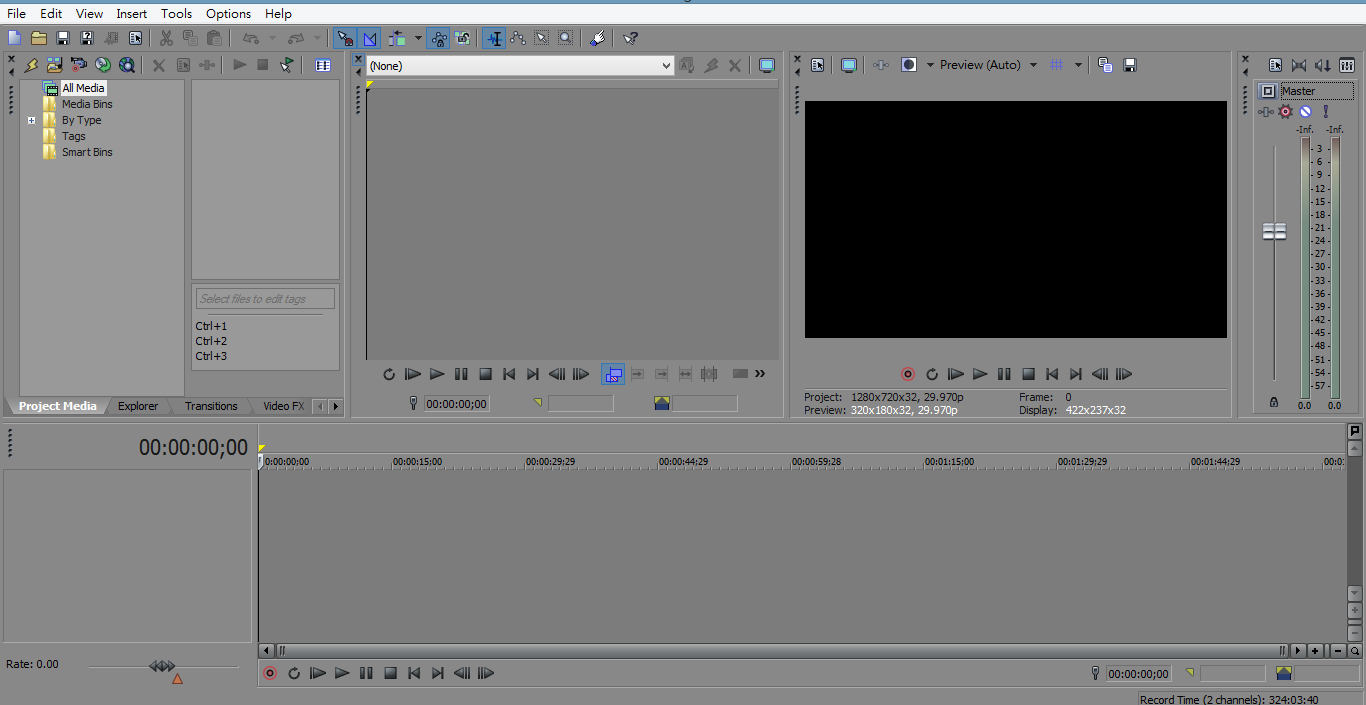 File Edit View Insert Tools Options Help
(None)
Preview (Auto)
All Media
Media Bins
By Type
Tags
Smart Bins
Select files to edit tags
Ctrl+1
Ctrl+2
Ctrl+3
Project Media Explorer Transitions Video FX
00:00:00;00
Project: 1280x720x32, 29.970p Frame: 0
Preview: 320x180x32, 29.970p Display: 422x237x32
Master
-Inf. -Inf.
- 3 -
- 6 -
- 9 -
- 12 -
- 15 -
- 18 -
- 21 -
- 24 -
- 27 -
- 30 -
- 33 -
- 36 -
- 39 -
- 42 -
- 45 -
- 48 -
- 51 -
- 54 -
- 57 -
0.0 0.0
00:00:00;00
0:00:00;00 00:00:15;00 00:00:29;29 00:00:44;29 00:00:59;28 00:01:15;00 00:01:29;29 00:01:44;29 00:0
Rate: 0.00
00:00:00;00
Record Time (2 channels): 324:03:40